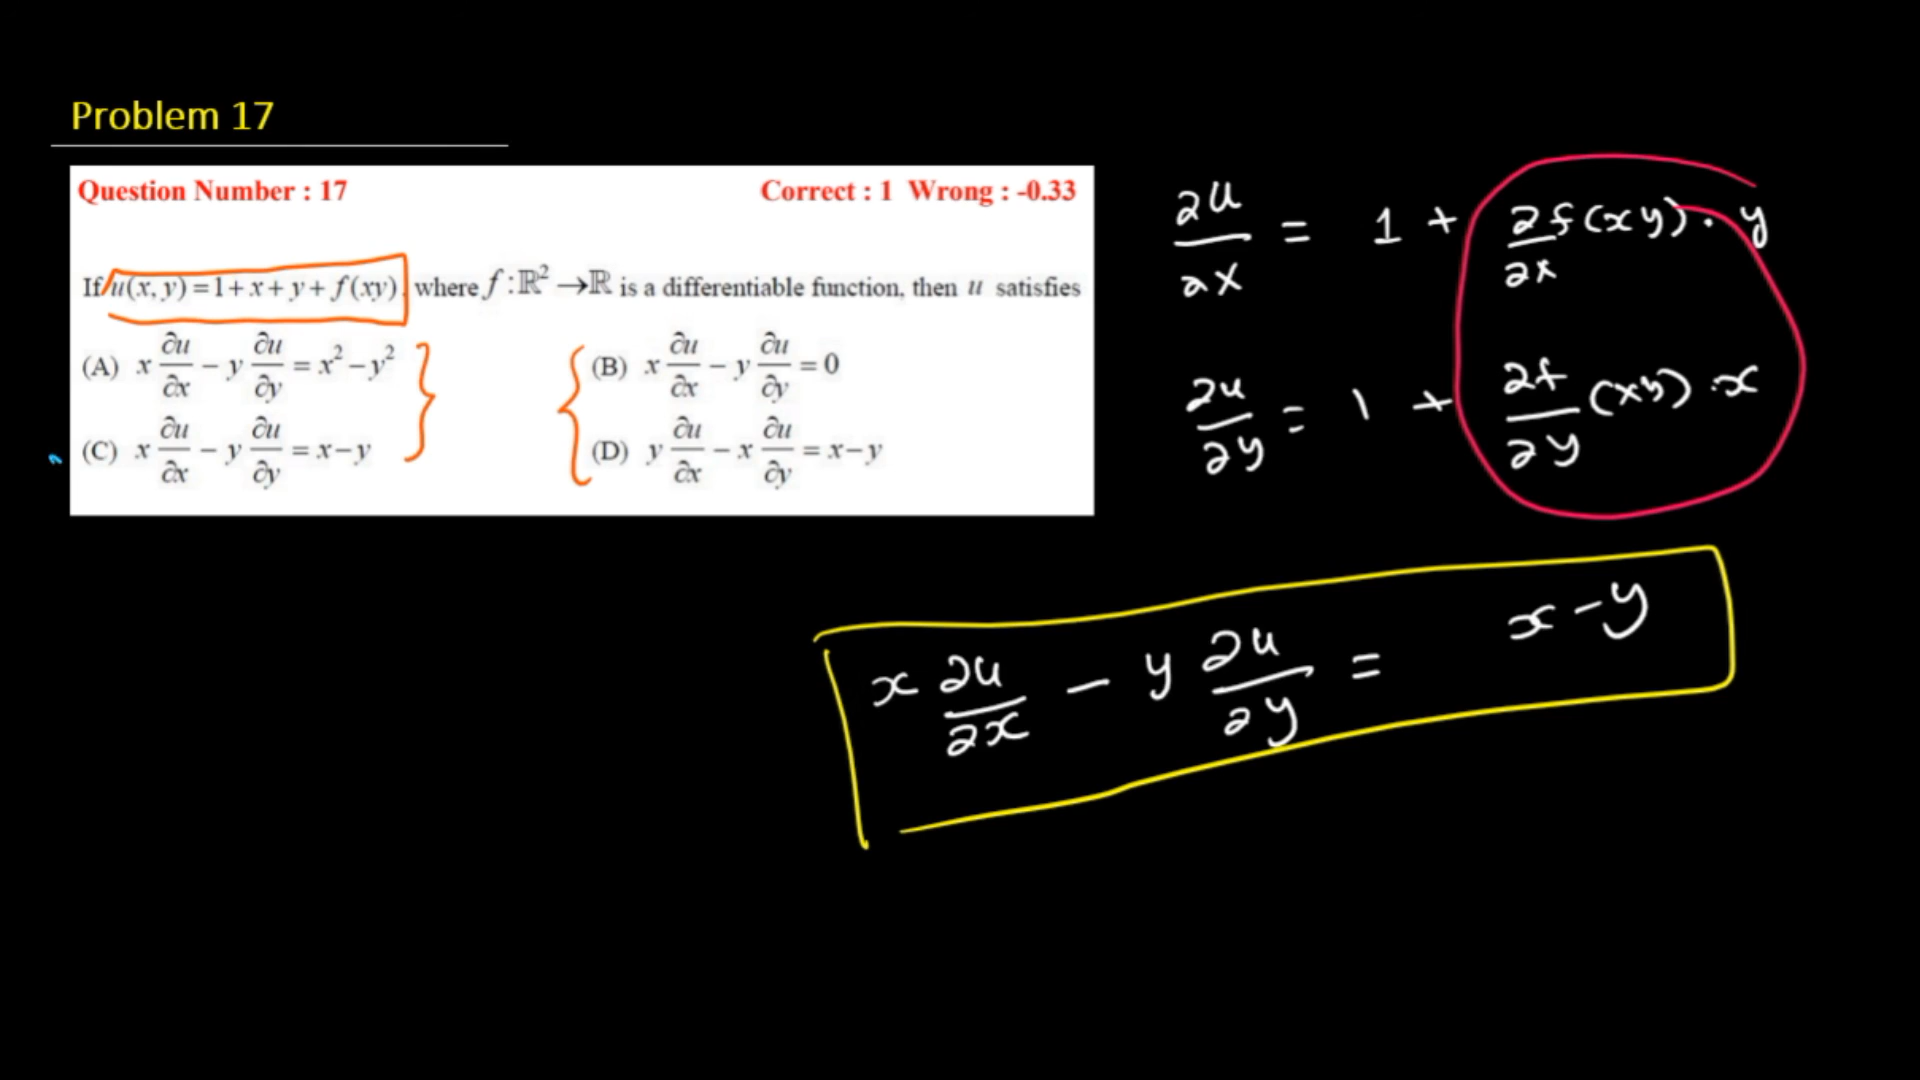 Problem 17
Question Number : 17 Correct : 1 Wrong : -0.33
If u(x, y) = 1 + x + y + f(xy), where f : ℝ² → ℝ is a differentiable function, then u satisfies
(A) x ∂u/∂x − y ∂u/∂y = x² − y² (B) x ∂u/∂x − y ∂u/∂y = 0
(C) x ∂u/∂x − y ∂u/∂y = x − y (D) y ∂u/∂x − x ∂u/∂y = x − y
∂u/∂x = 1 + ∂f/∂x (xy) · y
∂u/∂y = 1 + ∂f/∂y (xy) · x
x ∂u/∂x − y ∂u/∂y = x − y